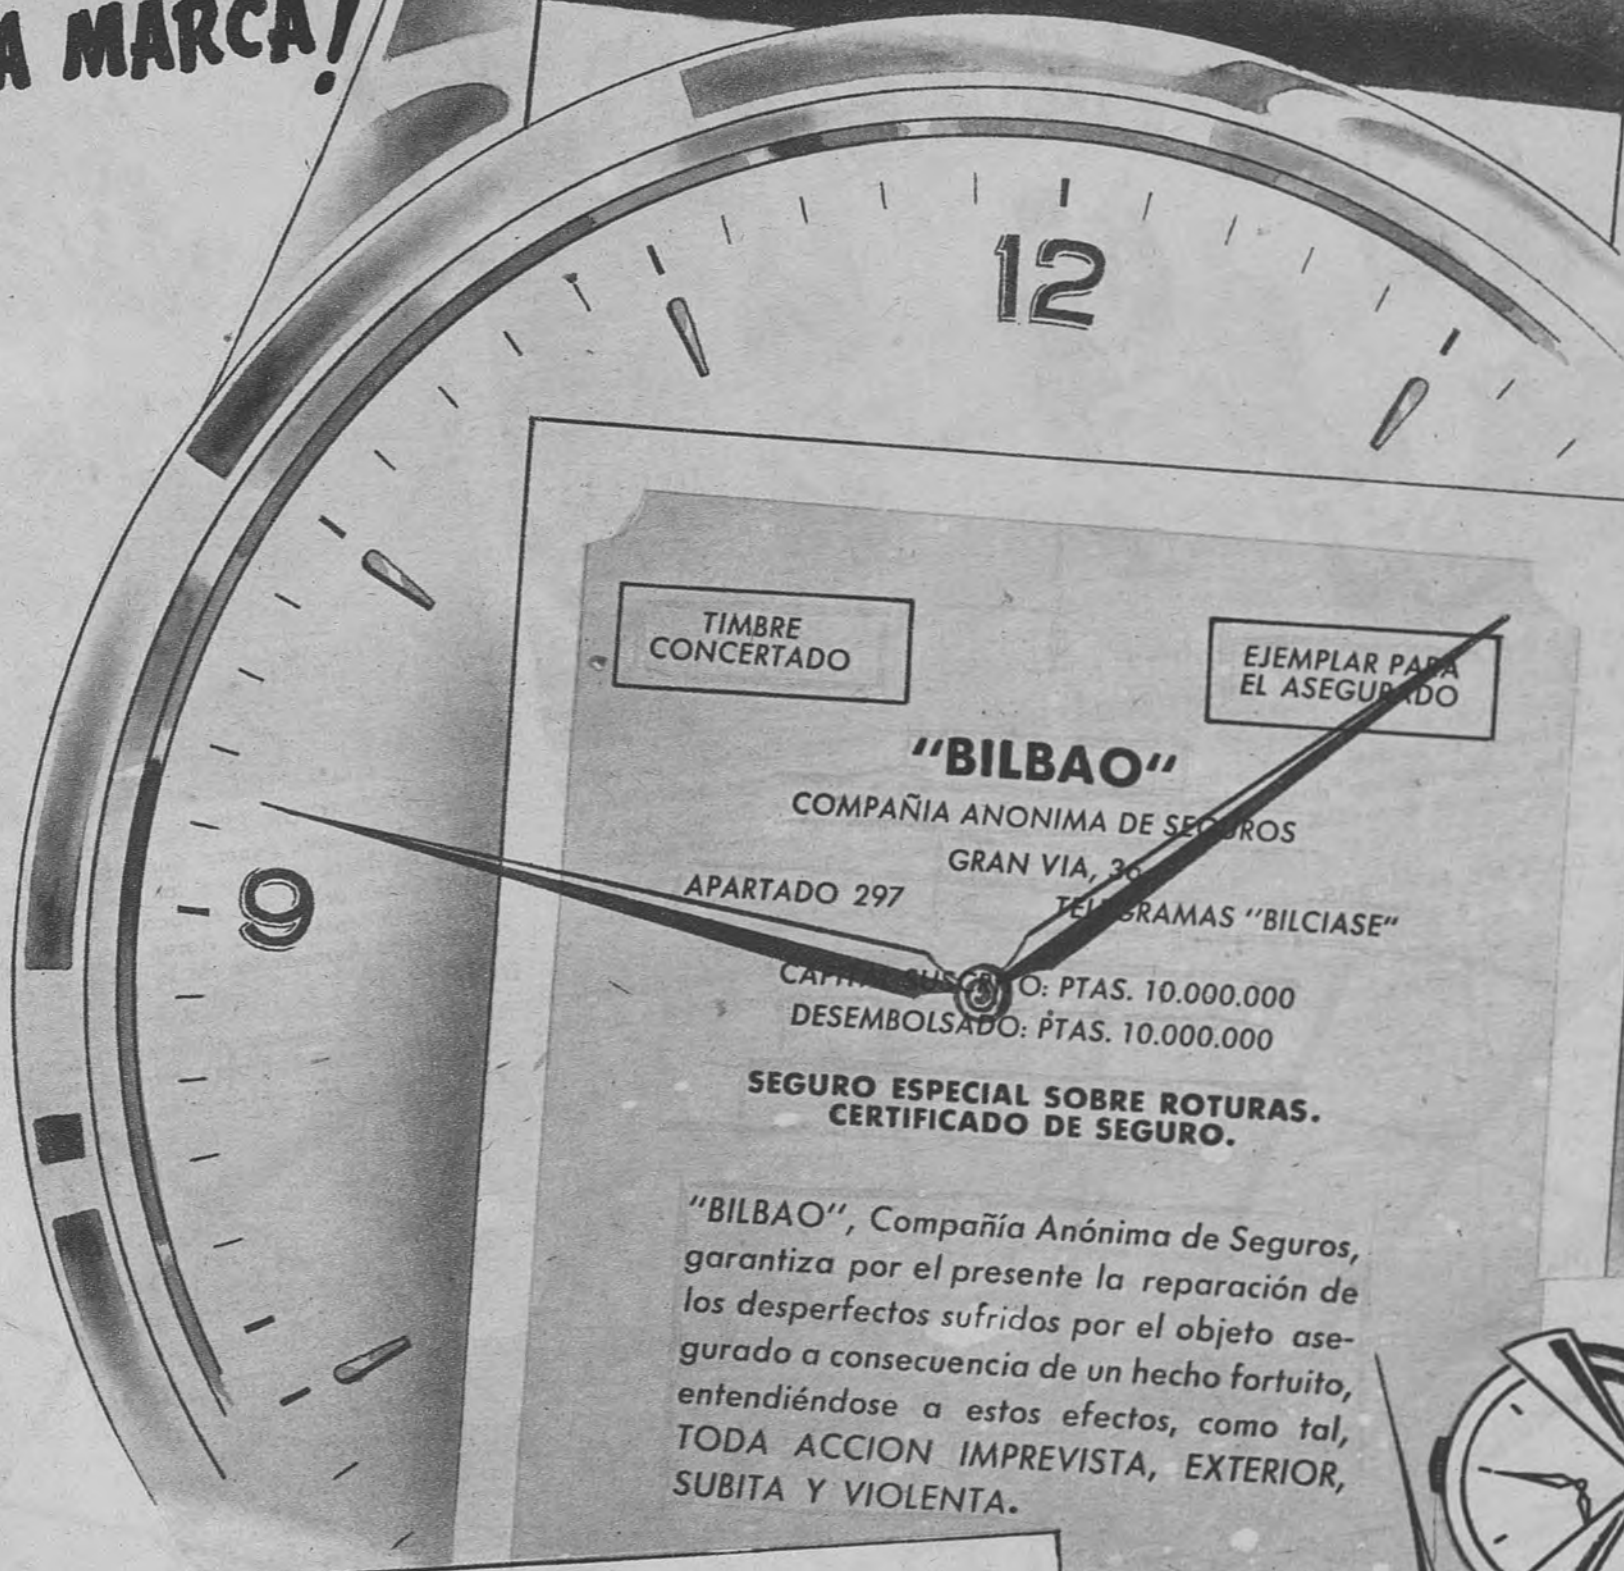 A MARCA!
12
9
TIMBRE
CONCERTADO
EJEMPLAR PARA
EL ASEGURADO
"BILBAO"
COMPAÑIA ANONIMA DE SEGUROS
GRAN VIA, 36
APARTADO 297
TELEGRAMAS "BILCIASE"
CAPITAL SUSCRITO: PTAS. 10.000.000
DESEMBOLSADO: PTAS. 10.000.000
SEGURO ESPECIAL SOBRE ROTURAS.
CERTIFICADO DE SEGURO.
"BILBAO", Compañía Anónima de Seguros,
garantiza por el presente la reparación de
los desperfectos sufridos por el objeto ase-
gurado a consecuencia de un hecho fortuito,
entendiéndose a estos efectos, como tal,
TODA ACCION IMPREVISTA, EXTERIOR,
SUBITA Y VIOLENTA.